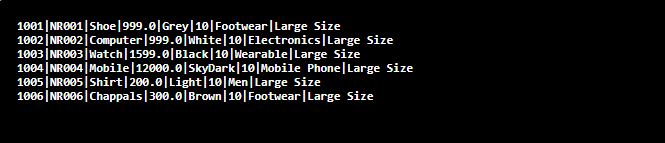 1001|NR001|Shoe|999.0|Grey|10|Footwear|Large Size
1002|NR002|Computer|999.0|White|10|Electronics|Large Size
1003|NR003|Watch|1599.0|Black|10|Wearable|Large Size
1004|NR004|Mobile|12000.0|SkyDark|10|Mobile Phone|Large Size
1005|NR005|Shirt|200.0|Light|10|Men|Large Size
1006|NR006|Chappals|300.0|Brown|10|Footwear|Large Size